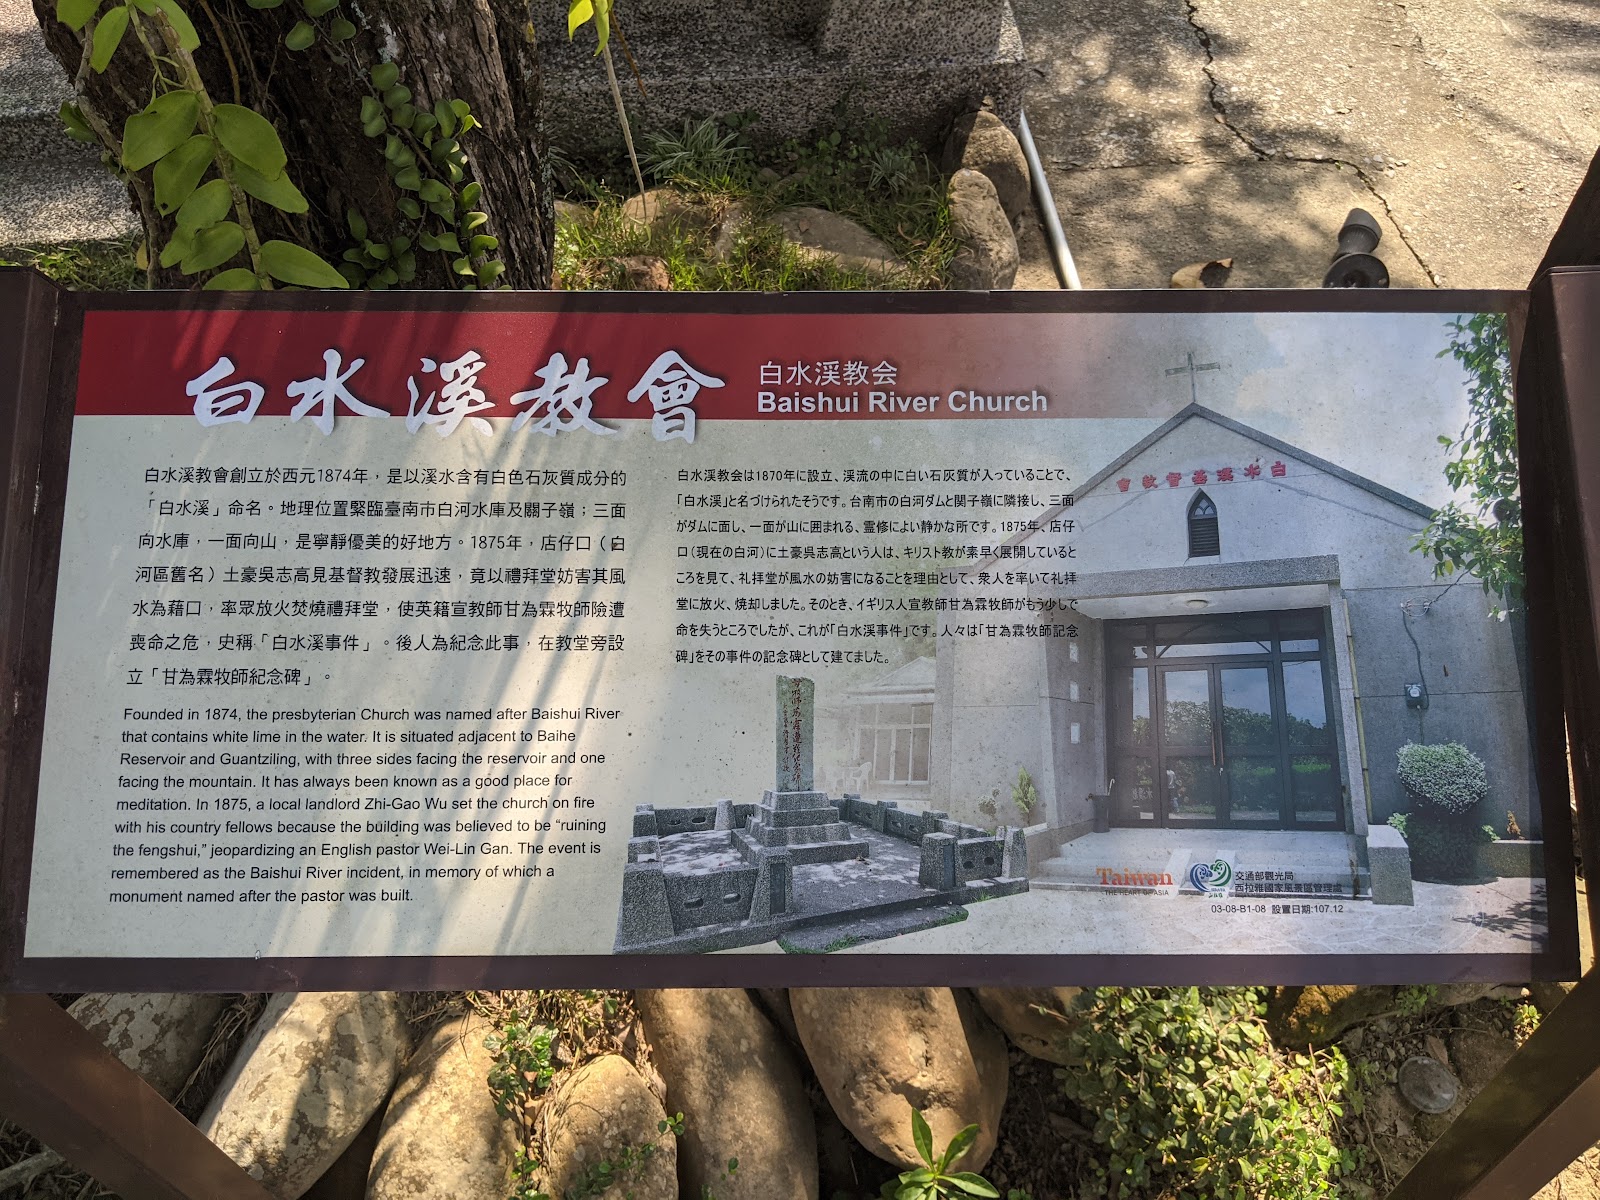 白水溪教會
白水渓教会
Baishui River Church
白水溪教會創立於西元1874年，是以溪水含有白色石灰質成分的
「白水溪」命名。地理位置緊臨臺南市白河水庫及關子嶺；三面
向水庫，一面向山，是寧靜優美的好地方。1875年，店仔口（白
河區舊名）土豪吳志高見基督教發展迅速，竟以禮拜堂妨害其風
水為藉口，率眾放火焚燒禮拜堂，使英籍宣教師甘為霖牧師險遭
喪命之危，史稱「白水溪事件」。後人為紀念此事，在教堂旁設
立「甘為霖牧師紀念碑」。
Founded in 1874, the presbyterian Church was named after Baishui River
that contains white lime in the water. It is situated adjacent to Baihe
Reservoir and Guantziling, with three sides facing the reservoir and one
facing the mountain. It has always been known as a good place for
meditation. In 1875, a local landlord Zhi-Gao Wu set the church on fire
with his country fellows because the building was believed to be “ruining
the fengshui,” jeopardizing an English pastor Wei-Lin Gan. The event is
remembered as the Baishui River incident, in memory of which a
monument named after the pastor was built.
白水渓教会は1870年に設立、渓流の中に白い石灰質が入っていることで、
「白水渓」と名づけられたそうです。台南市の白河ダムと関子嶺に隣接し、三面
がダムに面し、一面が山に囲まれる、霊修によい静かな所です。1875年、店仔
口（現在の白河）に土豪呉志高という人は、キリスト教が素早く展開していると
ころを見て、礼拝堂が風水の妨害になることを理由として、衆人を率いて礼拝
堂に放火、焼却しました。そのとき、イギリス人宣教師甘為霖牧師がもう少しで
命を失うところでしたが、これが「白水渓事件」です。人々は「甘為霖牧師記念
碑」をその事件の記念碑として建てました。
會教督基溪水白
Taiwan
THE HEART OF ASIA
交通部觀光局
西拉雅國家風景區管理處
03-08-B1-08 設置日期:107.12